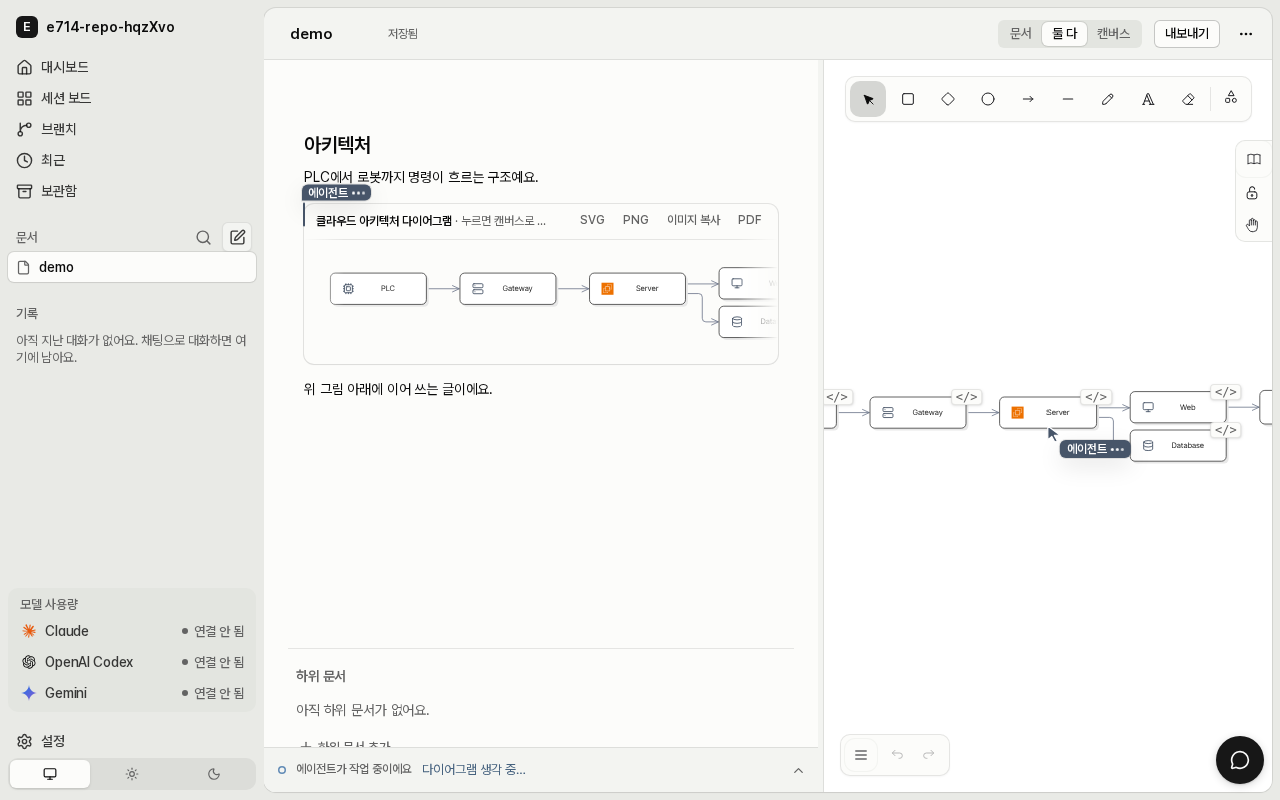 E e714-repo-hqzXvo
대시보드
세션 보드
브랜치
최근
보관함
문서
demo
기록
아직 지난 대화가 없어요. 채팅으로 대화하면 여
기에 남아요.
모델 사용량
Claude 연결 안 됨
OpenAI Codex 연결 안 됨
Gemini 연결 안 됨
설정
demo 저장됨 문서 둘 다 캔버스 내보내기
아키텍처
PLC에서 로봇까지 명령이 흐르는 구조예요.
에이전트
클라우드 아키텍처 다이어그램 · 누르면 캔버스로 ... SVG PNG 이미지 복사 PDF
PLC Gateway Server
위 그림 아래에 이어 쓰는 글이에요.
하위 문서
아직 하위 문서가 없어요.
하위 문서 추가
에이전트가 작업 중이에요 다이어그램 생각 중...
A
</> </> </> </>
Gateway Server Web
</>
Database
에이전트